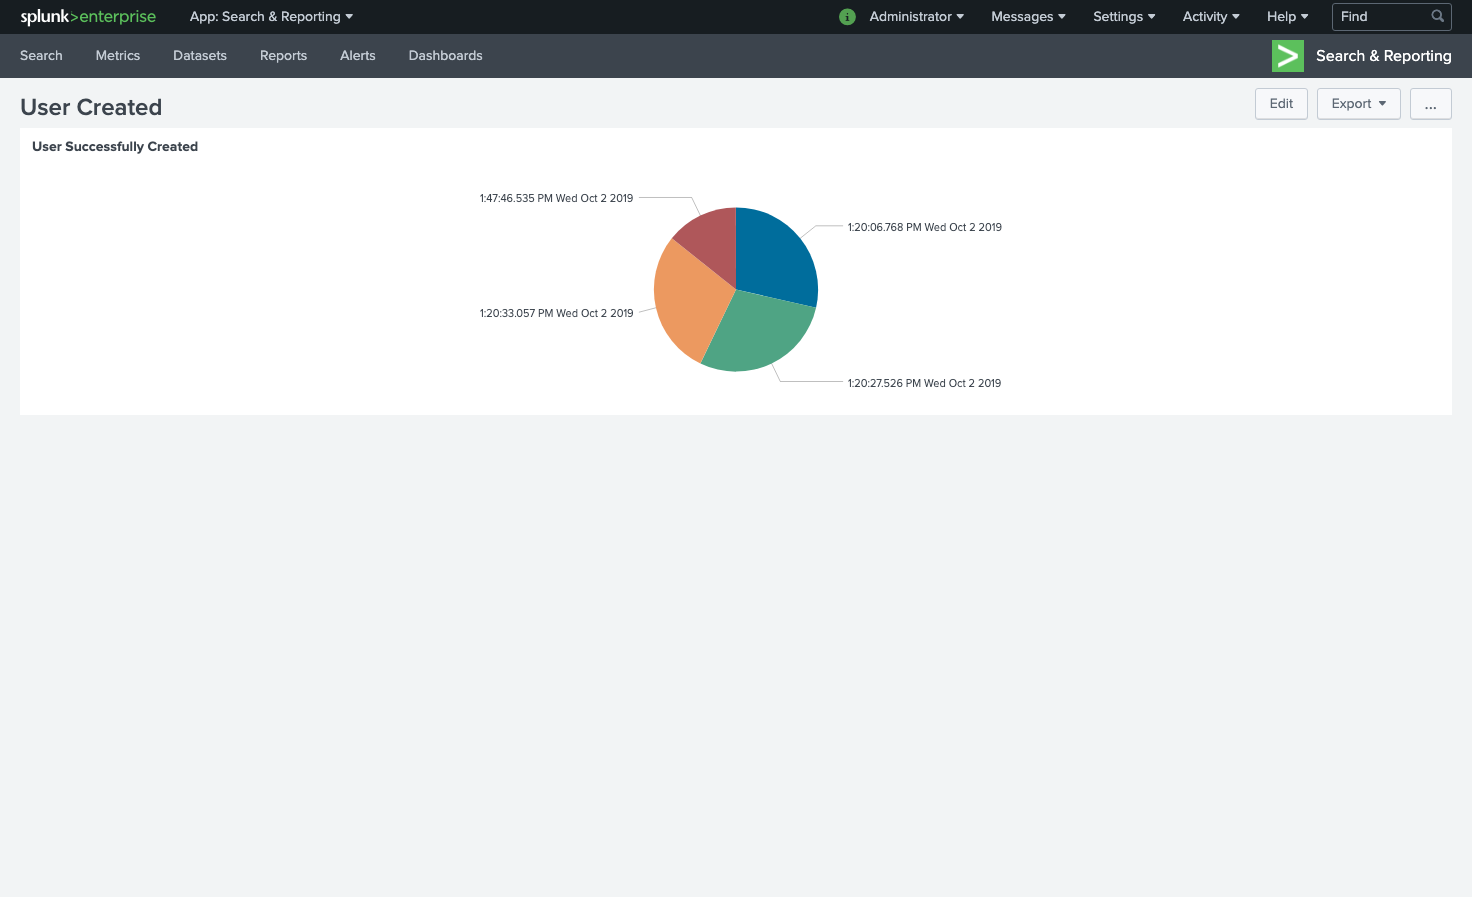 splunk>enterprise App: Search & Reporting i Administrator Messages Settings Activity Help Find
Search Metrics Datasets Reports Alerts Dashboards > Search & Reporting
User Created Edit Export ...
User Successfully Created
1:47:46.535 PM Wed Oct 2 2019
1:20:06.768 PM Wed Oct 2 2019
1:20:33.057 PM Wed Oct 2 2019
1:20:27.526 PM Wed Oct 2 2019